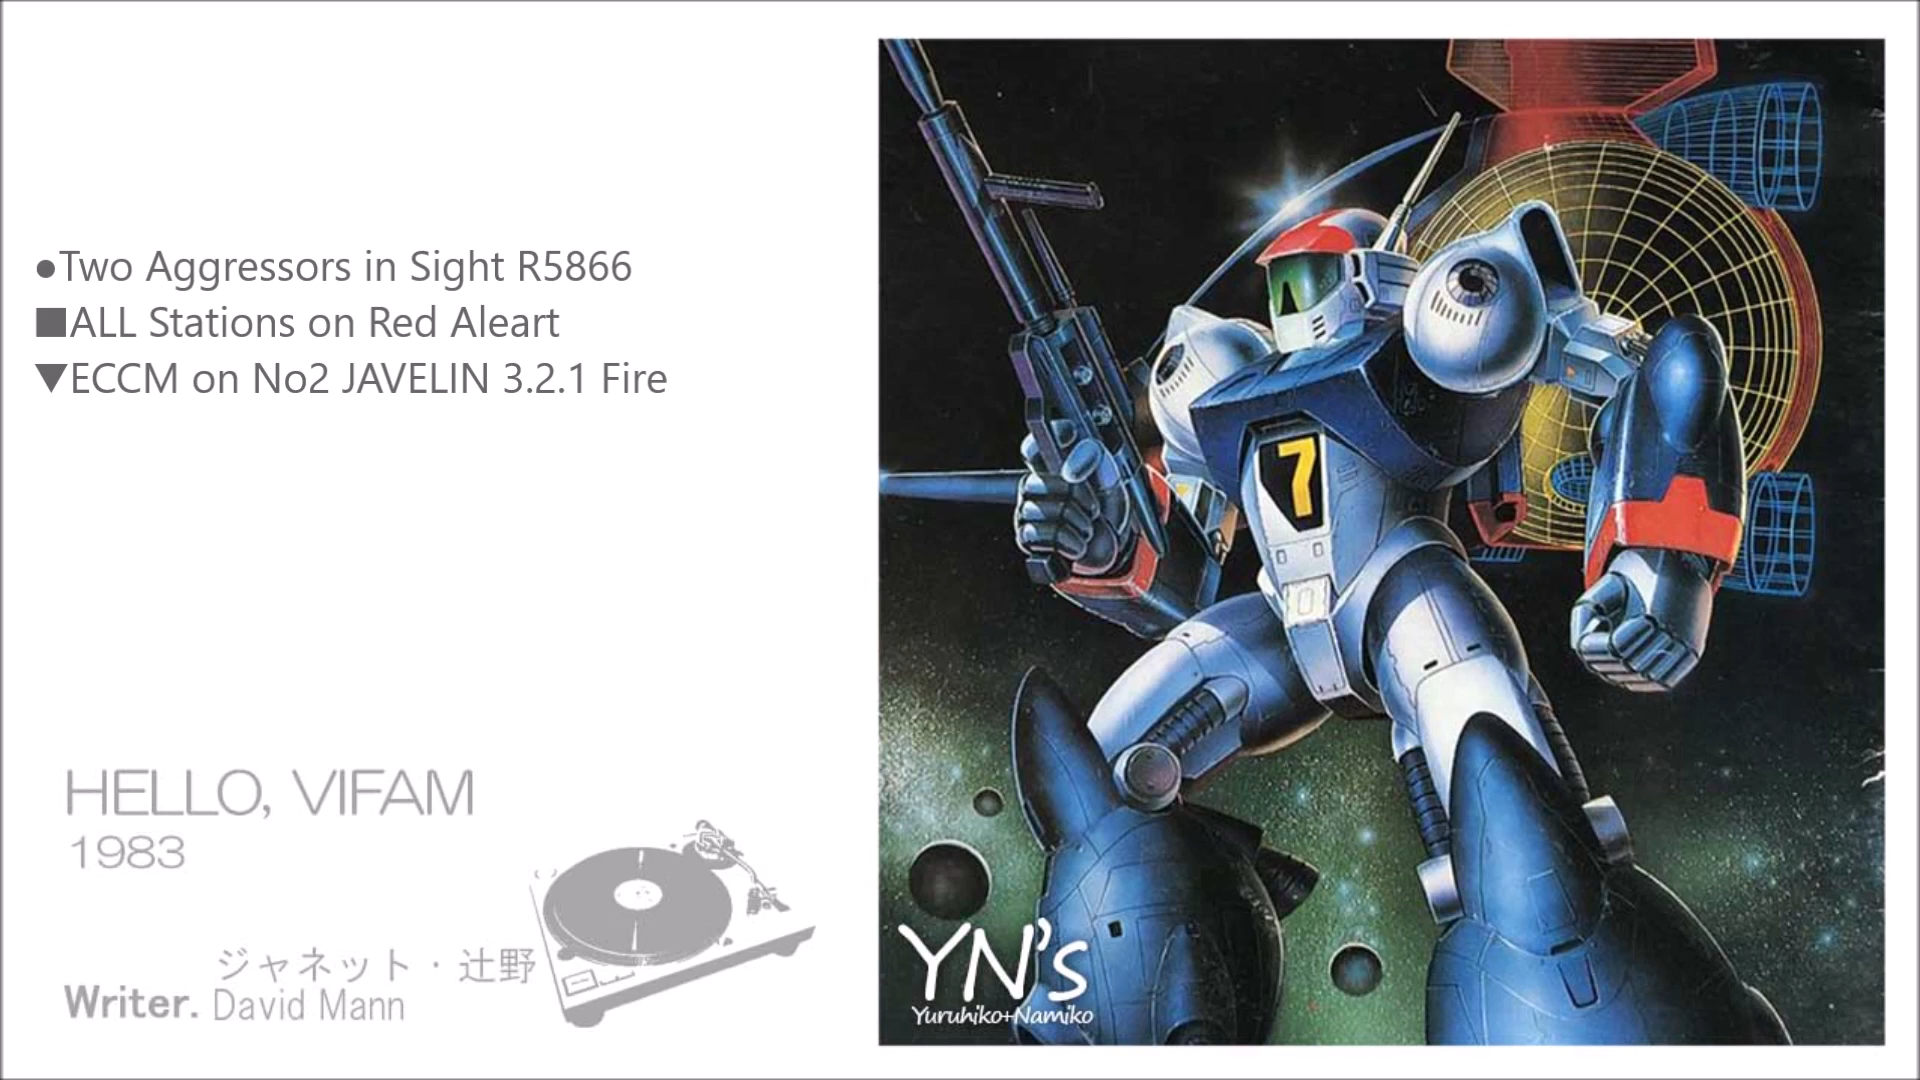 ●Two Aggressors in Sight R5866
■ALL Stations on Red Aleart
▼ECCM on No2 JAVELIN 3.2.1 Fire
HELLO, VIFAM
1983
ジャネット・辻野
Writer. David Mann
7
YN's
Yuruhiko+Namiko